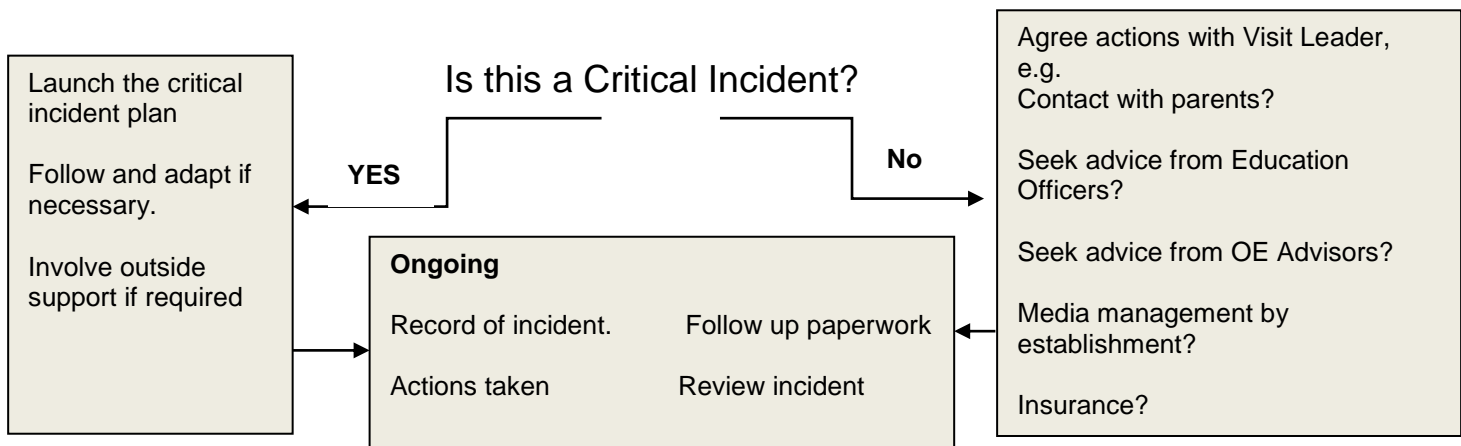 Is this a Critical Incident?
YES
No
Launch the critical
incident plan
Follow and adapt if
necessary.
Involve outside
support if required
Agree actions with Visit Leader,
e.g.
Contact with parents?
Seek advice from Education
Officers?
Seek advice from OE Advisors?
Media management by
establishment?
Insurance?
Ongoing
Record of incident. Follow up paperwork
Actions taken Review incident